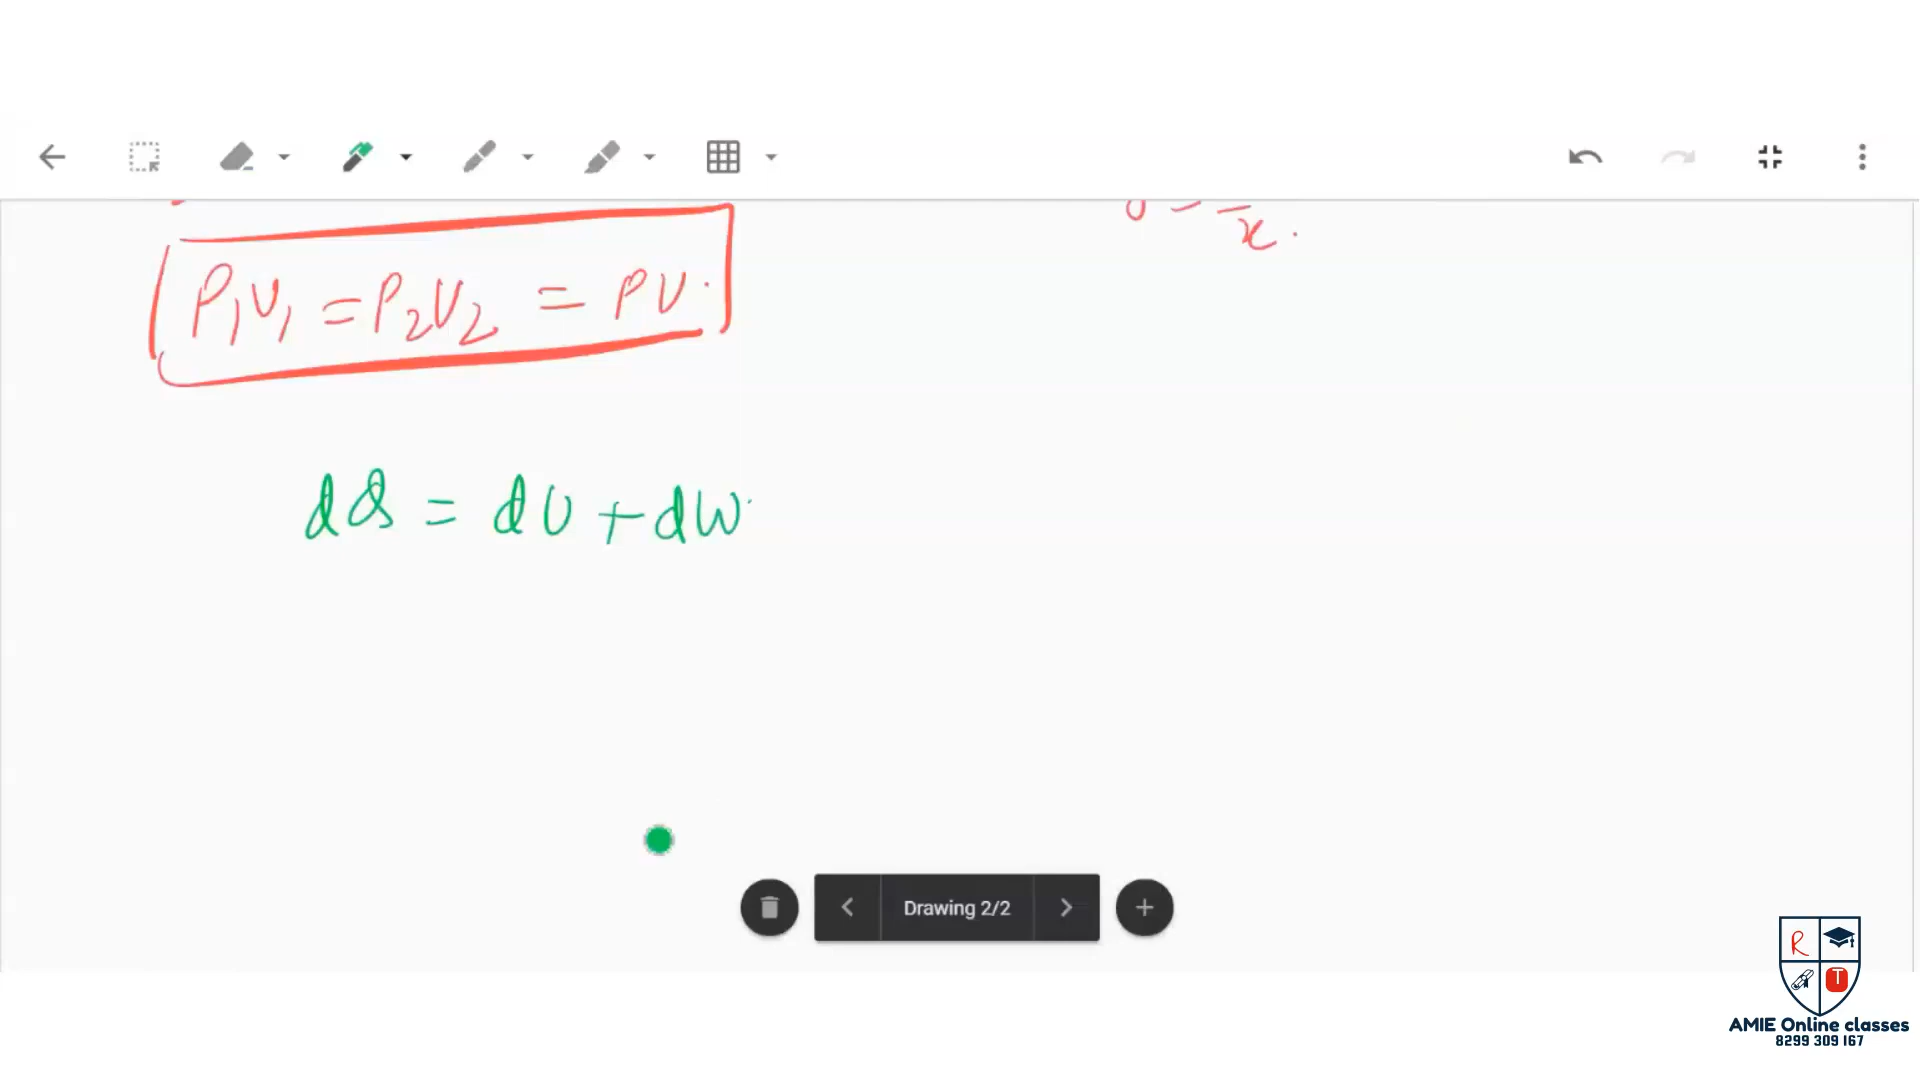 x.
P₁V₁ = P₂V₂ = PV.
dQ = dU + dW.
Drawing 2/2
R
T
AMIE Online classes
8299 309 167